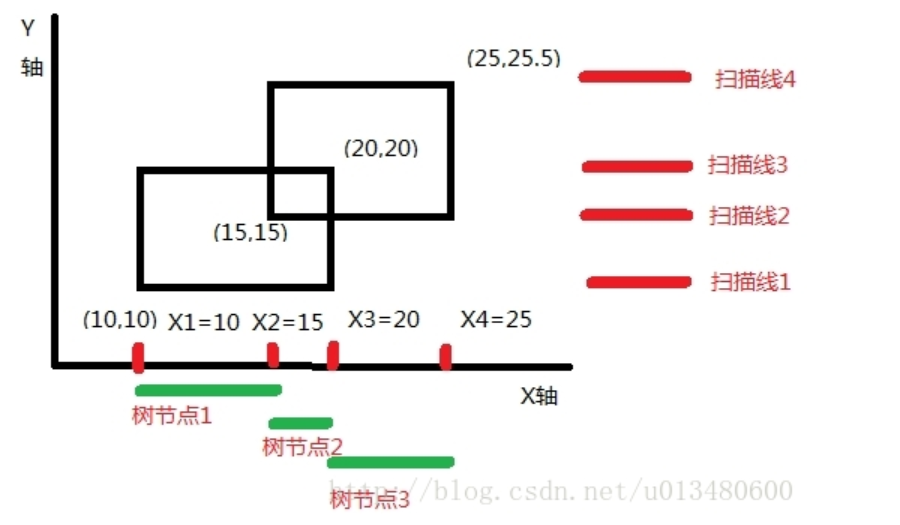 Y
轴
(25,25.5)
扫描线4
(20,20)
扫描线3
扫描线2
(15,15)
扫描线1
(10,10) X1=10 X2=15 X3=20 X4=25
X轴
树节点1
树节点2
树节点3
http://blog.csdn.net/u013480600